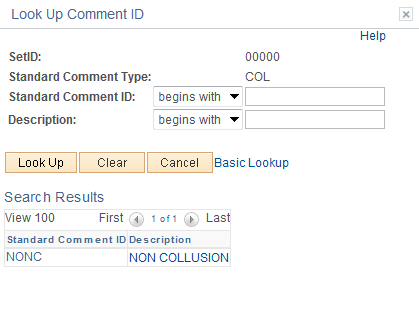 Look Up Comment ID
Help
SetID: 00000
Standard Comment Type: COL
Standard Comment ID: begins with
Description: begins with
Look Up Clear Cancel Basic Lookup
Search Results
View 100 First 1 of 1 Last
Standard Comment ID Description
NONC NON COLLUSION